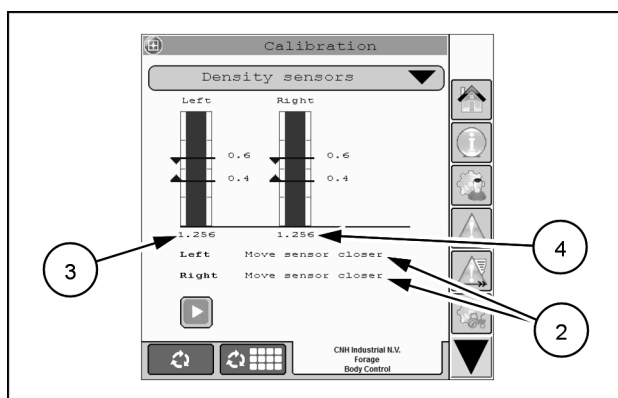 Calibration
Density sensors
Left Right
0.6 0.6
0.4 0.4
1.256 1.256
3
4
Left Move sensor closer
Right Move sensor closer
2
CNH Industrial N.V.
Forage
Body Control